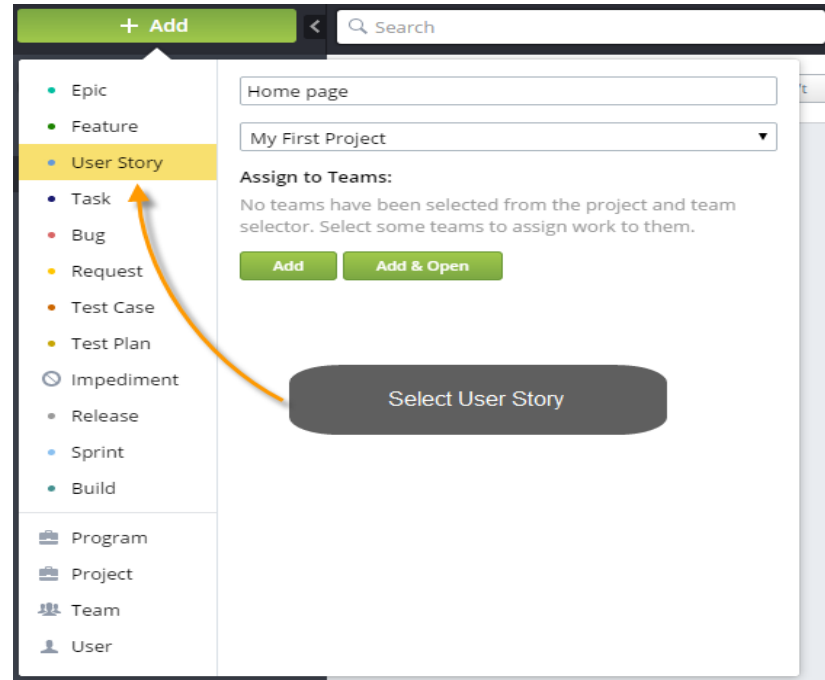 + Add
<
Search
Epic
Feature
User Story
Task
Bug
Request
Test Case
Test Plan
Impediment
Release
Sprint
Build
Program
Project
Team
User
Home page
My First Project
Assign to Teams:
No teams have been selected from the project and team
selector. Select some teams to assign work to them.
Add
Add & Open
Select User Story
't